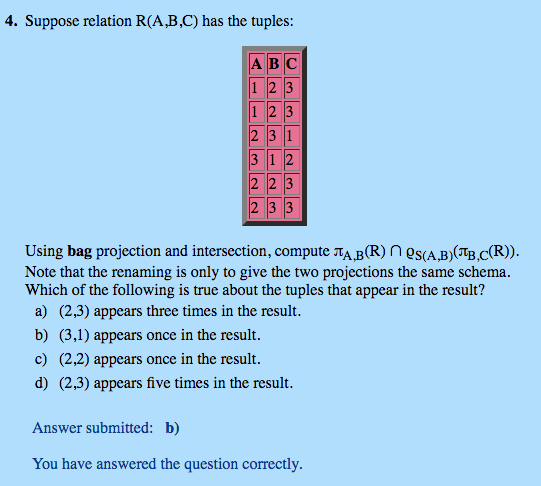 4. Suppose relation R(A,B,C) has the tuples:
A B C
1 2 3
1 2 3
2 3 1
3 1 2
2 2 3
2 3 3
Using bag projection and intersection, compute πA,B(R) ∩ ρS(A,B)(πB,C(R)).
Note that the renaming is only to give the two projections the same schema.
Which of the following is true about the tuples that appear in the result?
a) (2,3) appears three times in the result.
b) (3,1) appears once in the result.
c) (2,2) appears once in the result.
d) (2,3) appears five times in the result.
Answer submitted: b)
You have answered the question correctly.